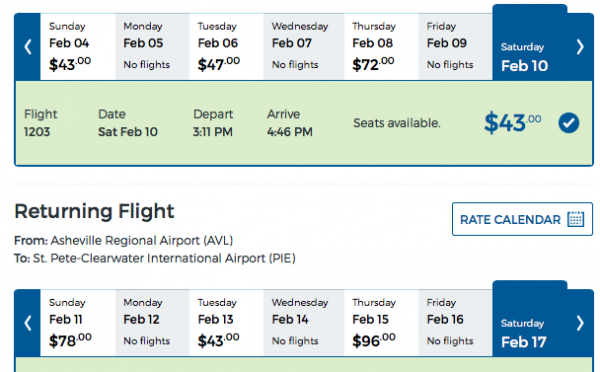 Sunday Monday Tuesday Wednesday Thursday Friday
Feb 04 Feb 05 Feb 06 Feb 07 Feb 08 Feb 09 Saturday
$43.00 No flights $47.00 No flights $72.00 No flights Feb 10
Flight Date Depart Arrive
1203 Sat Feb 10 3:11 PM 4:46 PM Seats available. $43.00
Returning Flight
RATE CALENDAR
From: Asheville Regional Airport (AVL)
To: St. Pete-Clearwater International Airport (PIE)
Sunday Monday Tuesday Wednesday Thursday Friday
Feb 11 Feb 12 Feb 13 Feb 14 Feb 15 Feb 16 Saturday
$78.00 No flights $43.00 No flights $96.00 No flights Feb 17